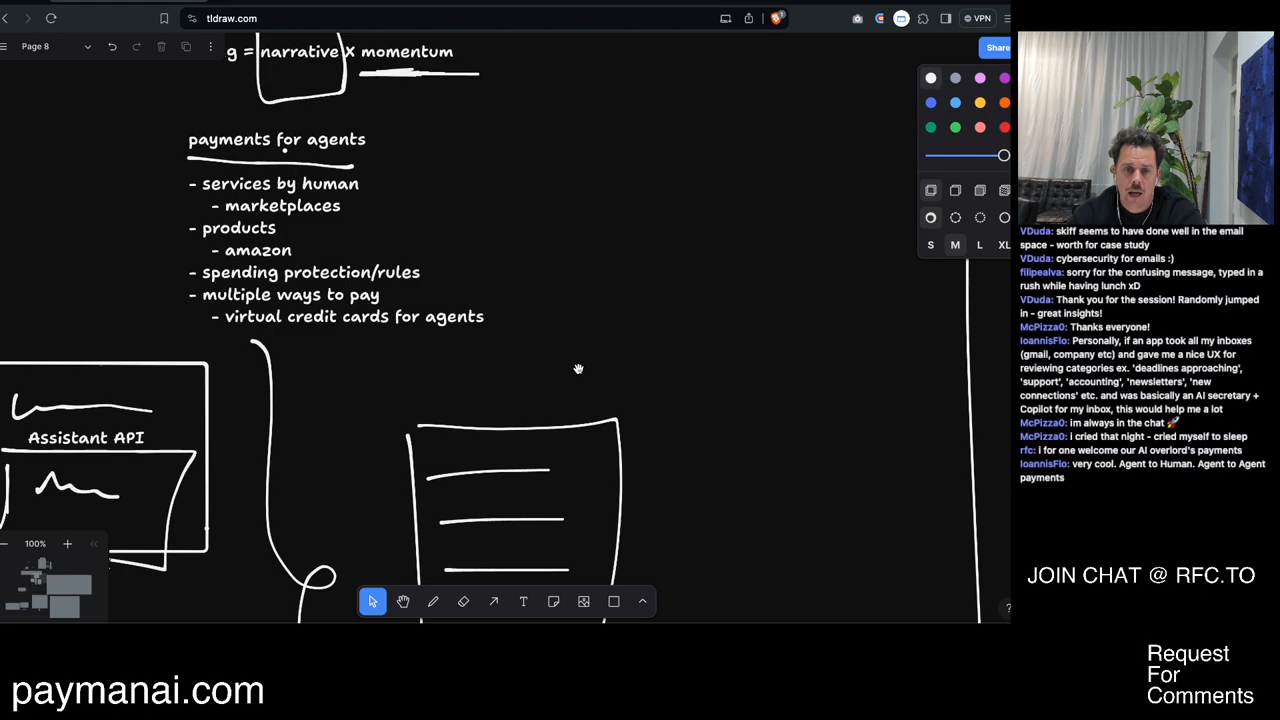 tldraw.com
VPN
Page 8
g = narrative x momentum
Share
payments for agents
- services by human
- marketplaces
- products
- amazon
- spending protection/rules
- multiple ways to pay
- virtual credit cards for agents
S M L XL
Assistant API
100%
?
VDuda: skiff seems to have done well in the email
space - worth for case study
VDuda: cybersecurity for emails :)
filipealva: sorry for the confusing message, typed in a
rush while having lunch xD
VDuda: Thank you for the session! Randomly jumped
in - great insights!
McPizza0: Thanks everyone!
IoannisFlo: Personally, if an app took all my inboxes
(gmail, company etc) and gave me a nice UX for
reviewing categories ex. 'deadlines approaching',
'support', 'accounting', 'newsletters', 'new
connections' etc. and was basically an AI secretary +
Copilot for my inbox, this would help me a lot
McPizza0: im always in the chat 🚀
McPizza0: i cried that night - cried myself to sleep
rfc: i for one welcome our AI overlord's payments
IoannisFlo: very cool. Agent to Human. Agent to Agent
payments
JOIN CHAT @ RFC.TO
Request
For
Comments
paymanai.com